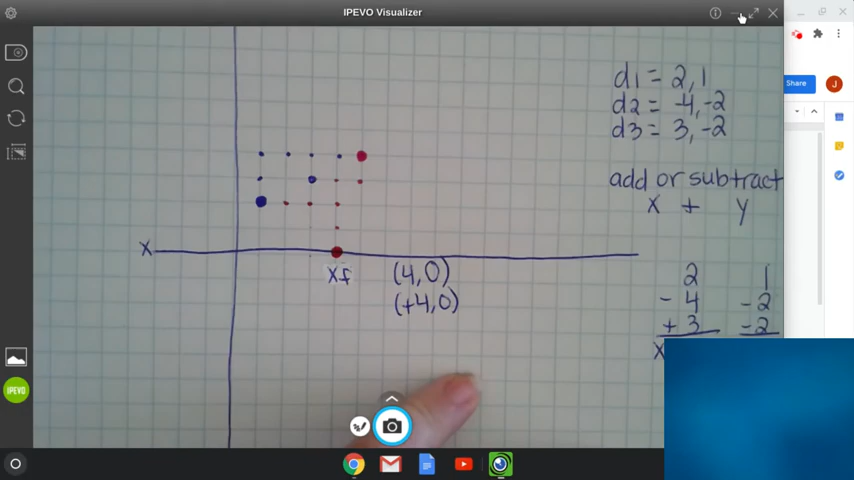 IPEVO Visualizer
Share
J
d1 = 2, 1
d2 = -4, -2
d3 = 3, -2
add or subtract
x + y
x
xf
(4,0)
(+4,0)
2 1
- 4 - 2
+ 3 - 2
x
IPEVO